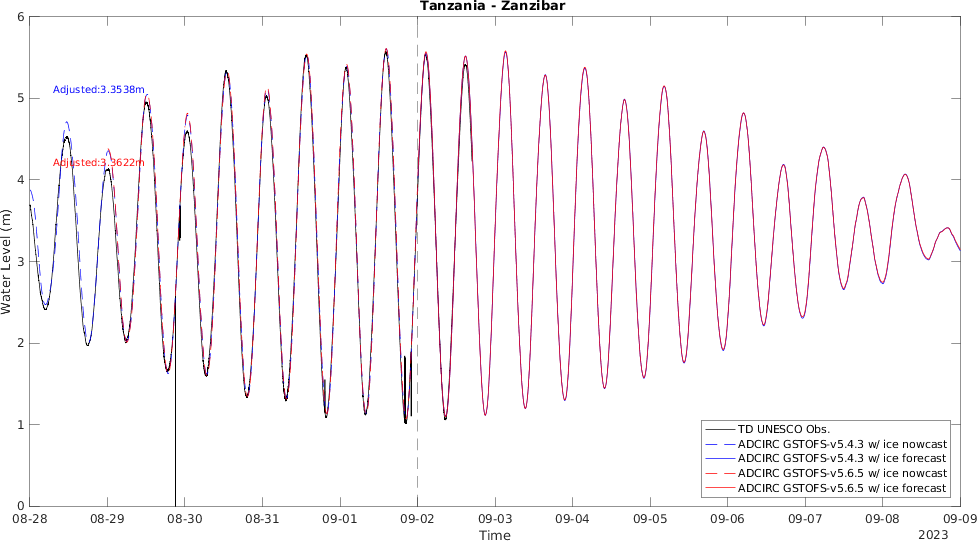 Tanzania - Zanzibar
6
5
4
3
2
1
0
Water Level (m)
Adjusted:3.3538m
Adjusted:3.3622m
TD UNESCO Obs.
ADCIRC GSTOFS-v5.4.3 w/ ice nowcast
ADCIRC GSTOFS-v5.4.3 w/ ice forecast
ADCIRC GSTOFS-v5.6.5 w/ ice nowcast
ADCIRC GSTOFS-v5.6.5 w/ ice forecast
08-28 08-29 08-30 08-31 09-01 09-02 09-03 09-04 09-05 09-06 09-07 09-08 09-09
Time
2023